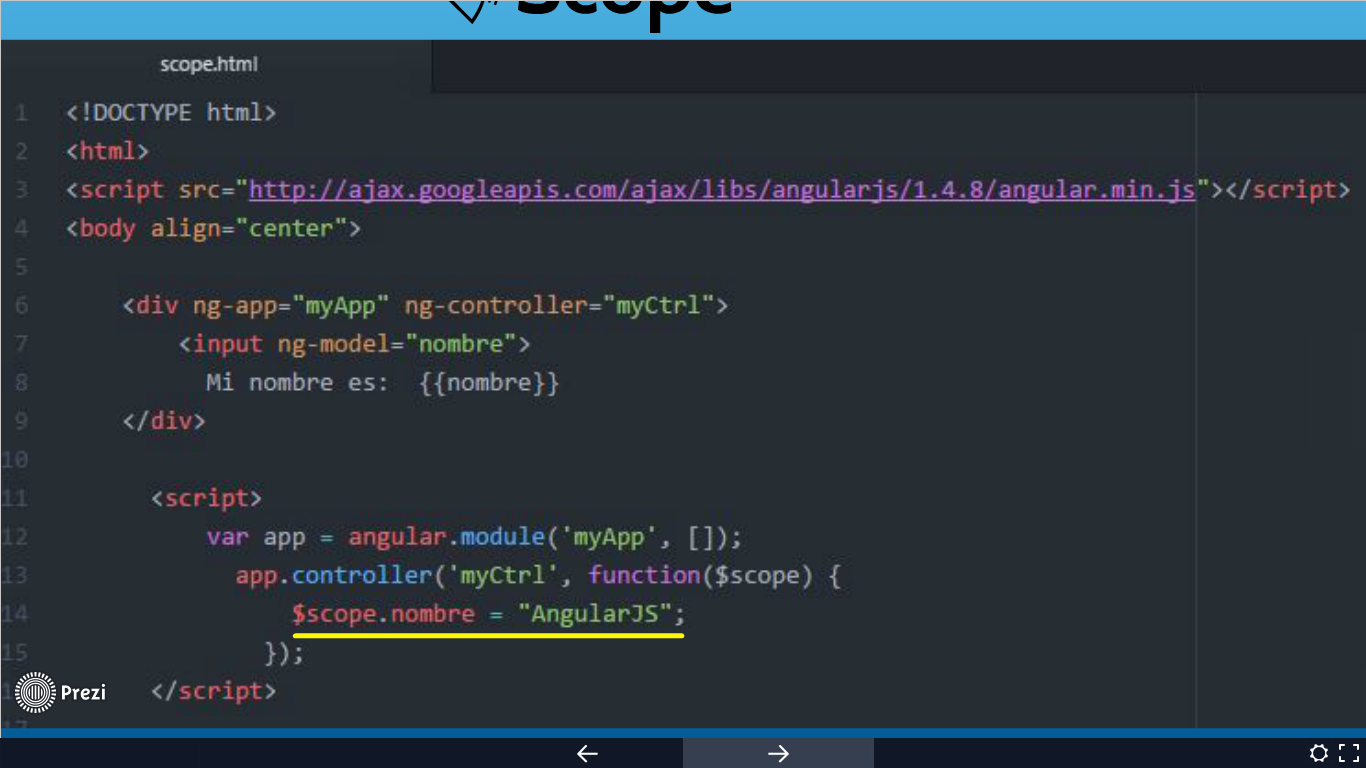 Scope
scope.html
1 <!DOCTYPE html>
2 <html>
3 <script src="http://ajax.googleapis.com/ajax/libs/angularjs/1.4.8/angular.min.js"></script>
4 <body align="center">
5
6 <div ng-app="myApp" ng-controller="myCtrl">
7 <input ng-model="nombre">
8 Mi nombre es: {{nombre}}
9 </div>
10
11 <script>
12 var app = angular.module('myApp', []);
13 app.controller('myCtrl', function($scope) {
14 $scope.nombre = "AngularJS";
15 });
</script>
Prezi
17